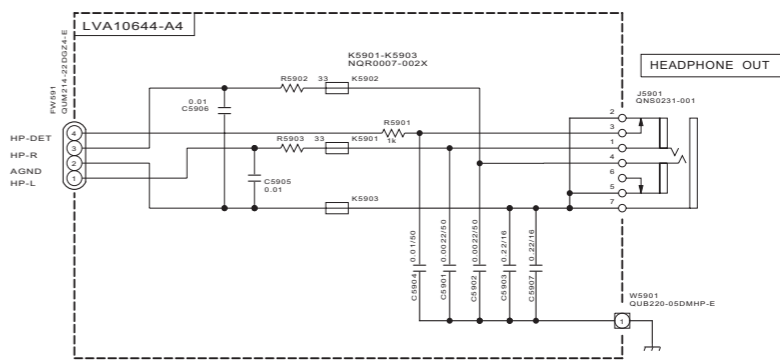 LVA10644-A4
K5901-K5903
NQR0007-002X
HEADPHONE OUT
FW591
QUM214-22DGZ4-E
J5901
QNS0231-001
R5902
33
K5902
0.01
C5906
R5901
1k
R5903
33
K5901
C5905
0.01
K5903
HP-DET
HP-R
AGND
HP-L
4
3
2
1
2
3
1
4
6
5
7
0.01/50
C5904
0.0022/50
C5901
0.0022/50
C5902
0.22/16
C5903
0.22/16
C5907
W5901
QUB220-05DMHP-E
1